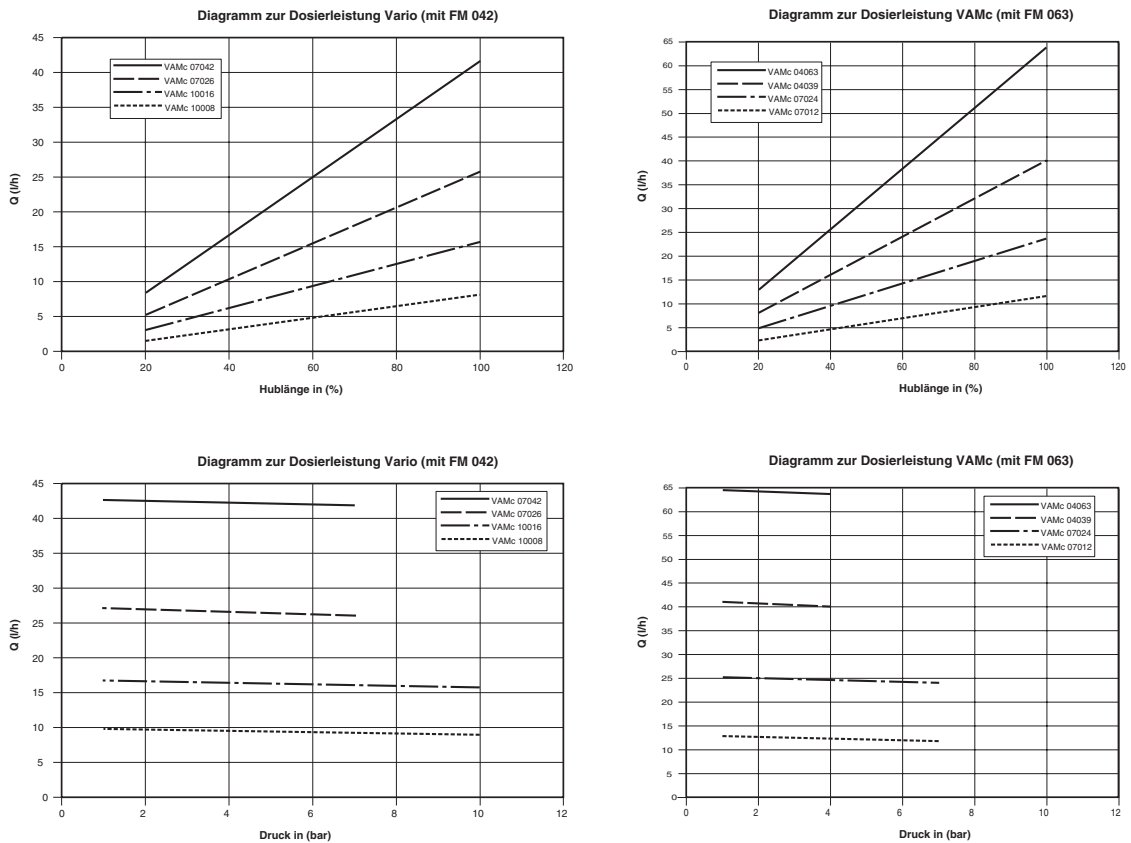 Diagramm zur Dosierleistung Vario (mit FM 042)
45
40
35
30
25
20
15
10
5
0
Q (l/h)
VAMc 07042
VAMc 07026
VAMc 10016
VAMc 10008
0 20 40 60 80 100 120
Hublänge in (%)
Diagramm zur Dosierleistung VAMc (mit FM 063)
65
60
55
50
45
40
35
30
25
20
15
10
5
0
Q (l/h)
VAMc 04063
VAMc 04039
VAMc 07024
VAMc 07012
0 20 40 60 80 100 120
Hublänge in (%)
Diagramm zur Dosierleistung Vario (mit FM 042)
45
40
35
30
25
20
15
10
5
0
Q (l/h)
VAMc 07042
VAMc 07026
VAMc 10016
VAMc 10008
0 2 4 6 8 10 12
Druck in (bar)
Diagramm zur Dosierleistung VAMc (mit FM 063)
65
60
55
50
45
40
35
30
25
20
15
10
5
0
Q (l/h)
VAMc 04063
VAMc 04039
VAMc 07024
VAMc 07012
0 2 4 6 8 10 12
Druck in (bar)